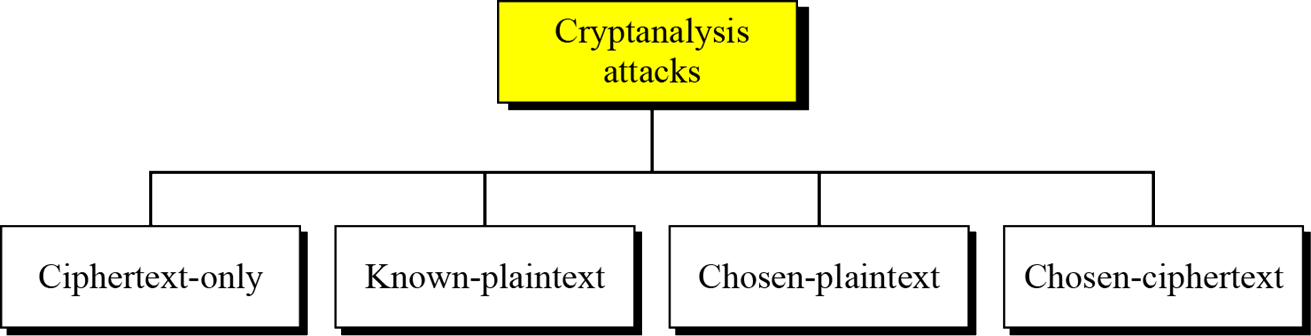 Cryptanalysis
attacks
Ciphertext-only
Known-plaintext
Chosen-plaintext
Chosen-ciphertext